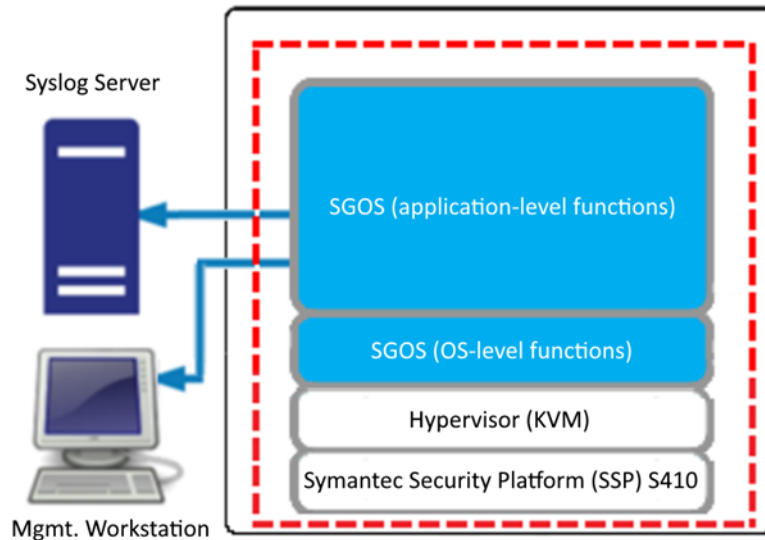 Syslog Server
SGOS (application-level functions)
SGOS (OS-level functions)
Hypervisor (KVM)
Symantec Security Platform (SSP) S410
Mgmt. Workstation